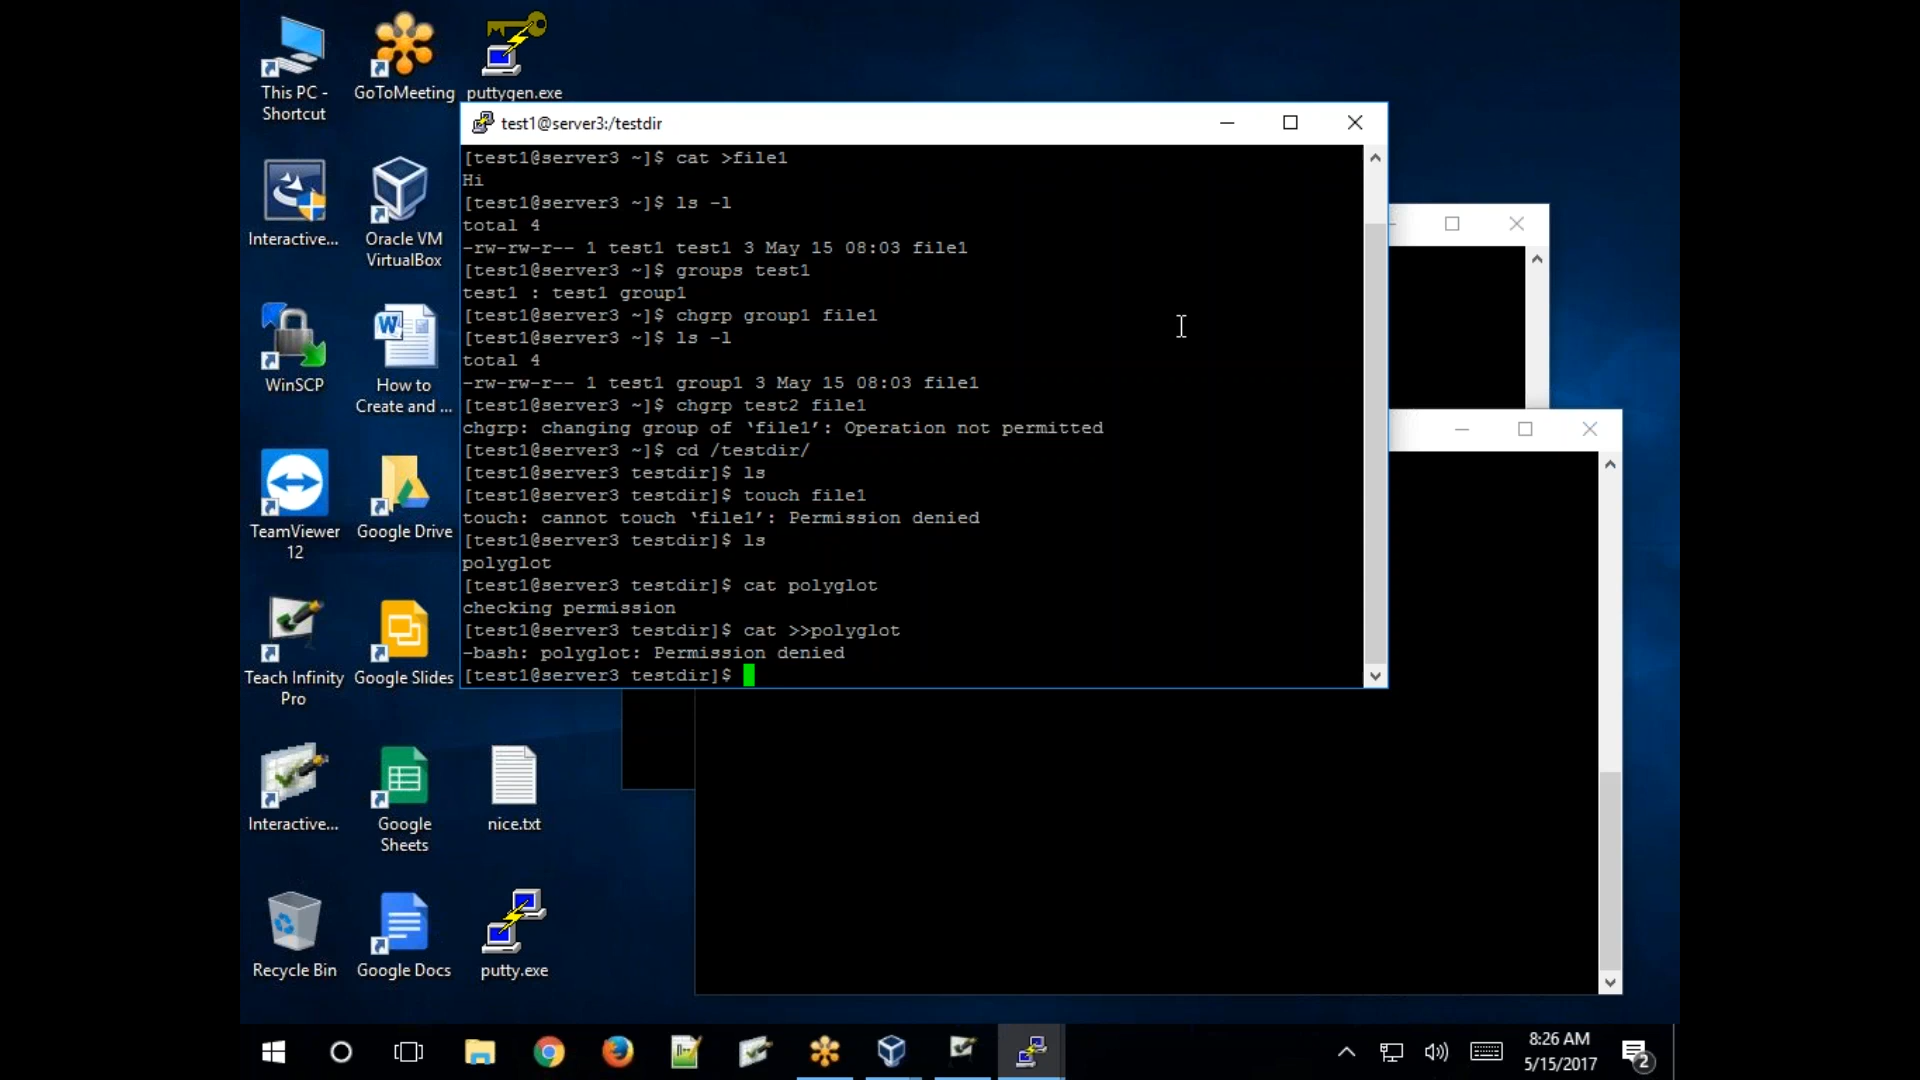 This PC -
Shortcut
GoToMeeting
puttygen.exe
Interactive...
Oracle VM
VirtualBox
WinSCP
How to
Create and ...
TeamViewer
12
Google Drive
Teach Infinity
Pro
Google Slides
Interactive...
Google
Sheets
nice.txt
Recycle Bin
Google Docs
putty.exe
test1@server3:/testdir
[test1@server3 ~]$ cat >file1
Hi
[test1@server3 ~]$ ls -l
total 4
-rw-rw-r-- 1 test1 test1 3 May 15 08:03 file1
[test1@server3 ~]$ groups test1
test1 : test1 group1
[test1@server3 ~]$ chgrp group1 file1
[test1@server3 ~]$ ls -l
total 4
-rw-rw-r-- 1 test1 group1 3 May 15 08:03 file1
[test1@server3 ~]$ chgrp test2 file1
chgrp: changing group of ‘file1’: Operation not permitted
[test1@server3 ~]$ cd /testdir/
[test1@server3 testdir]$ ls
[test1@server3 testdir]$ touch file1
touch: cannot touch ‘file1’: Permission denied
[test1@server3 testdir]$ ls
polyglot
[test1@server3 testdir]$ cat polyglot
checking permission
[test1@server3 testdir]$ cat >>polyglot
-bash: polyglot: Permission denied
[test1@server3 testdir]$
8:26 AM
5/15/2017
2